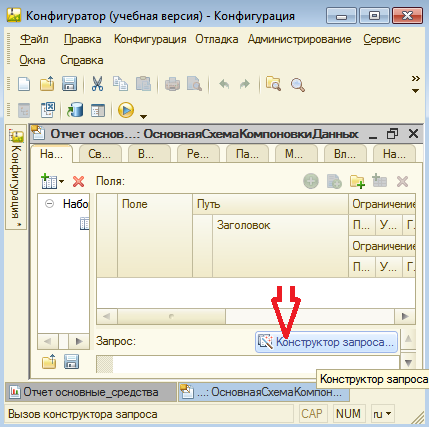 Конфигуратор (учебная версия) - Конфигурация
Файл Правка Конфигурация Отладка Администрирование Сервис
Окна Справка
Конфигурация
Отчет основ...: ОсновнаяСхемаКомпоновкиДанных
На... Св... В... Ре... Па... М... Вл... На...
Поля:
Набо
Поле Путь Ограничение
Заголовок П... У... Г.
Ограничение
П... У... Г.
Запрос: Конструктор запроса...
Конструктор запроса
Отчет основные_средства ...: ОсновнаяСхемаКомпон...
Вызов конструктора запроса CAP NUM ru